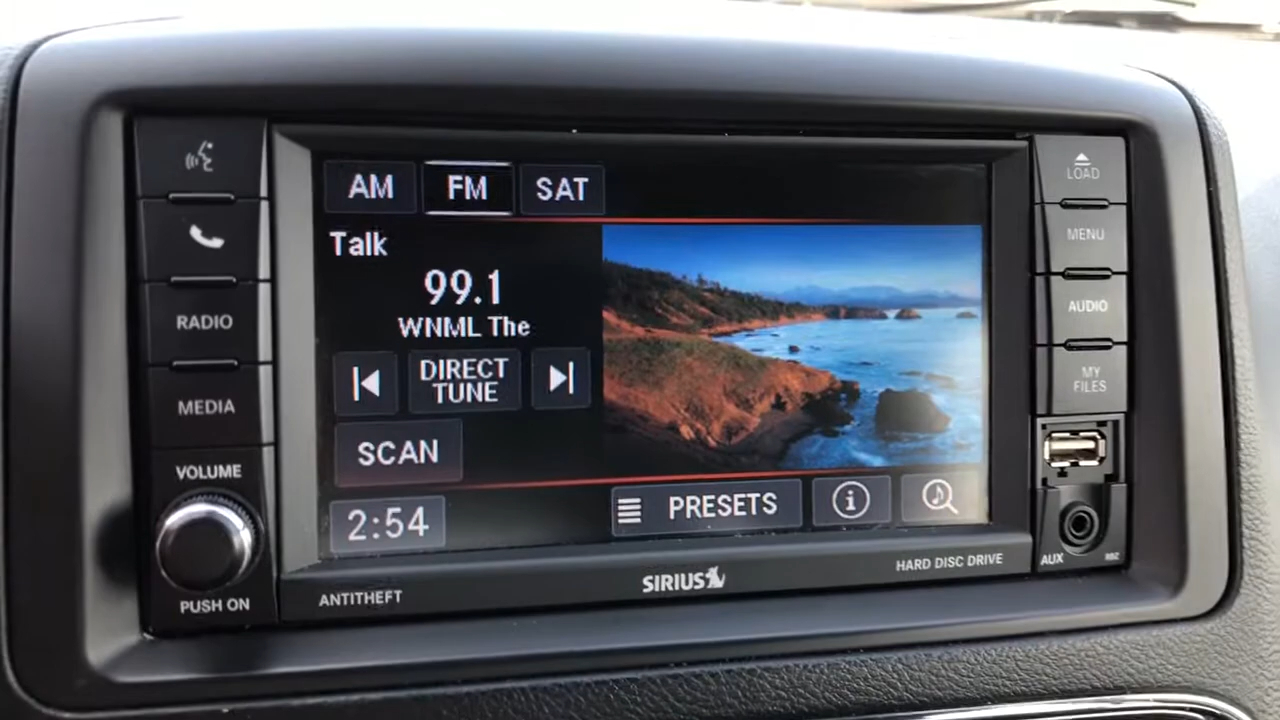 AM FM SAT
Talk
99.1
WNML The
DIRECT
TUNE
SCAN
2:54
PRESETS
RADIO
MEDIA
VOLUME
PUSH ON
LOAD
MENU
AUDIO
MY
FILES
AUX
ANTITHEFT
SIRIUS
HARD DISC DRIVE